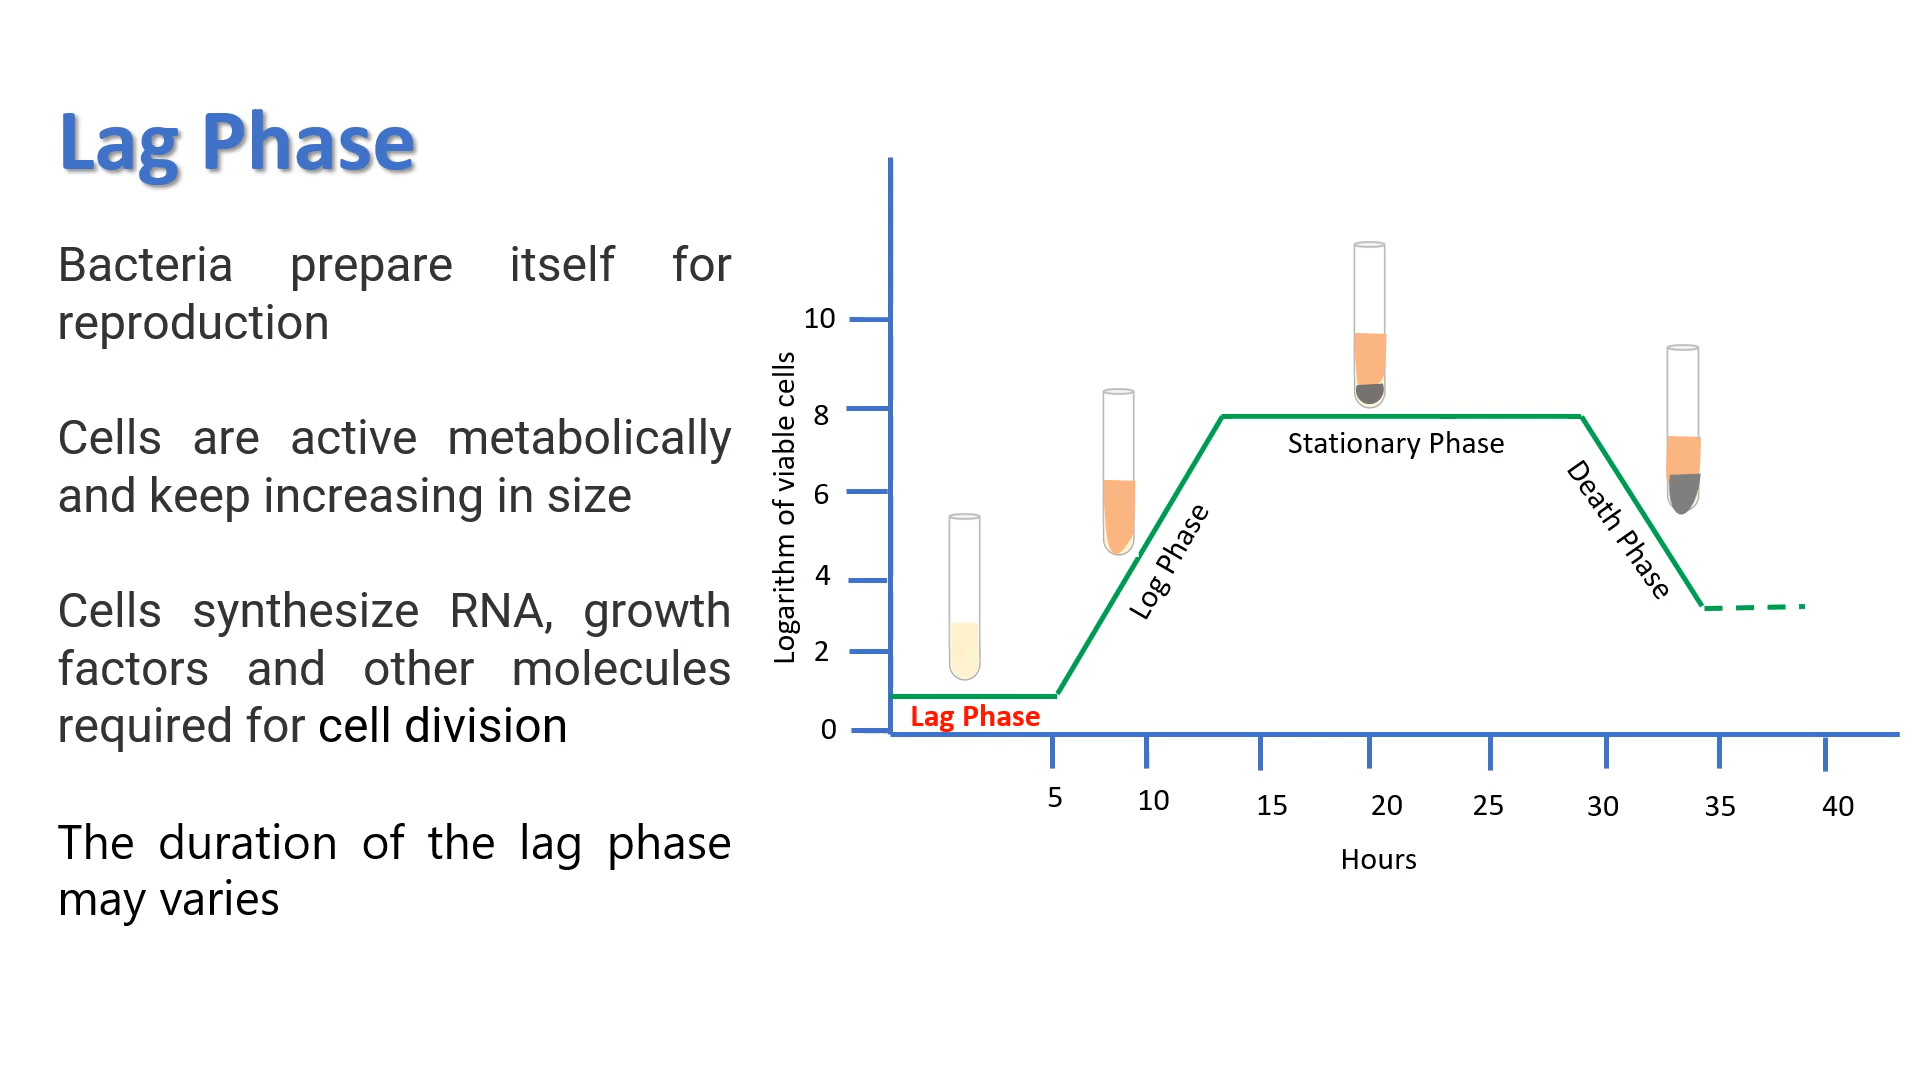 Lag Phase
Bacteria prepare itself for
reproduction
Cells are active metabolically
and keep increasing in size
Cells synthesize RNA, growth
factors and other molecules
required for cell division
The duration of the lag phase
may varies
Logarithm of viable cells
10
8
6
4
2
0
Lag Phase
Log Phase
Stationary Phase
Death Phase
5
10
15
20
25
30
35
40
Hours